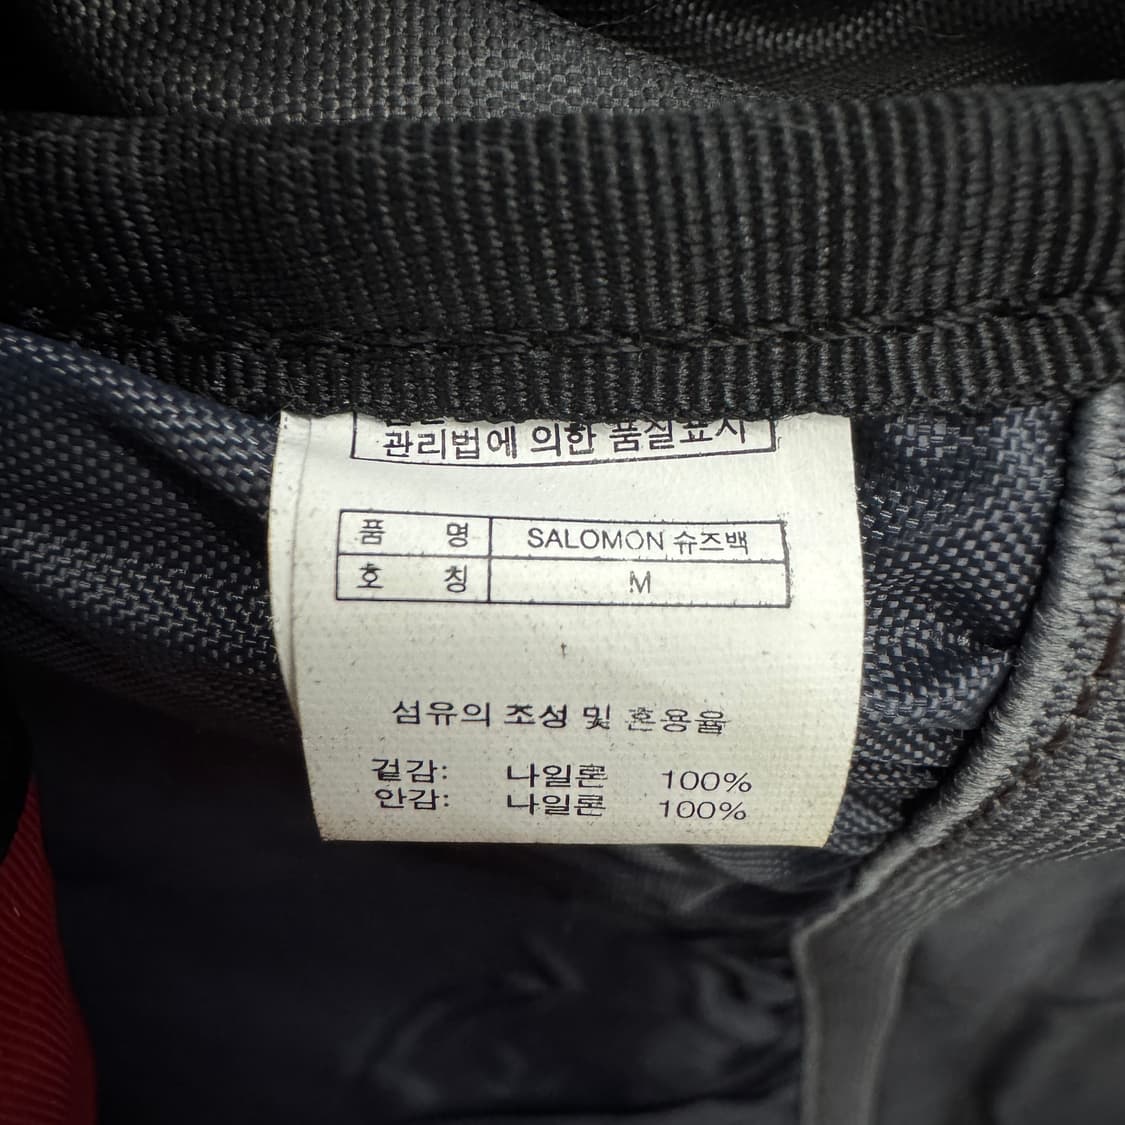 관리법에 의한 품질표시
품 명 SALOMON 슈즈백
호 칭 M
섬유의 조성 및 혼용율
겉감: 나일론 100%
안감: 나일론 100%